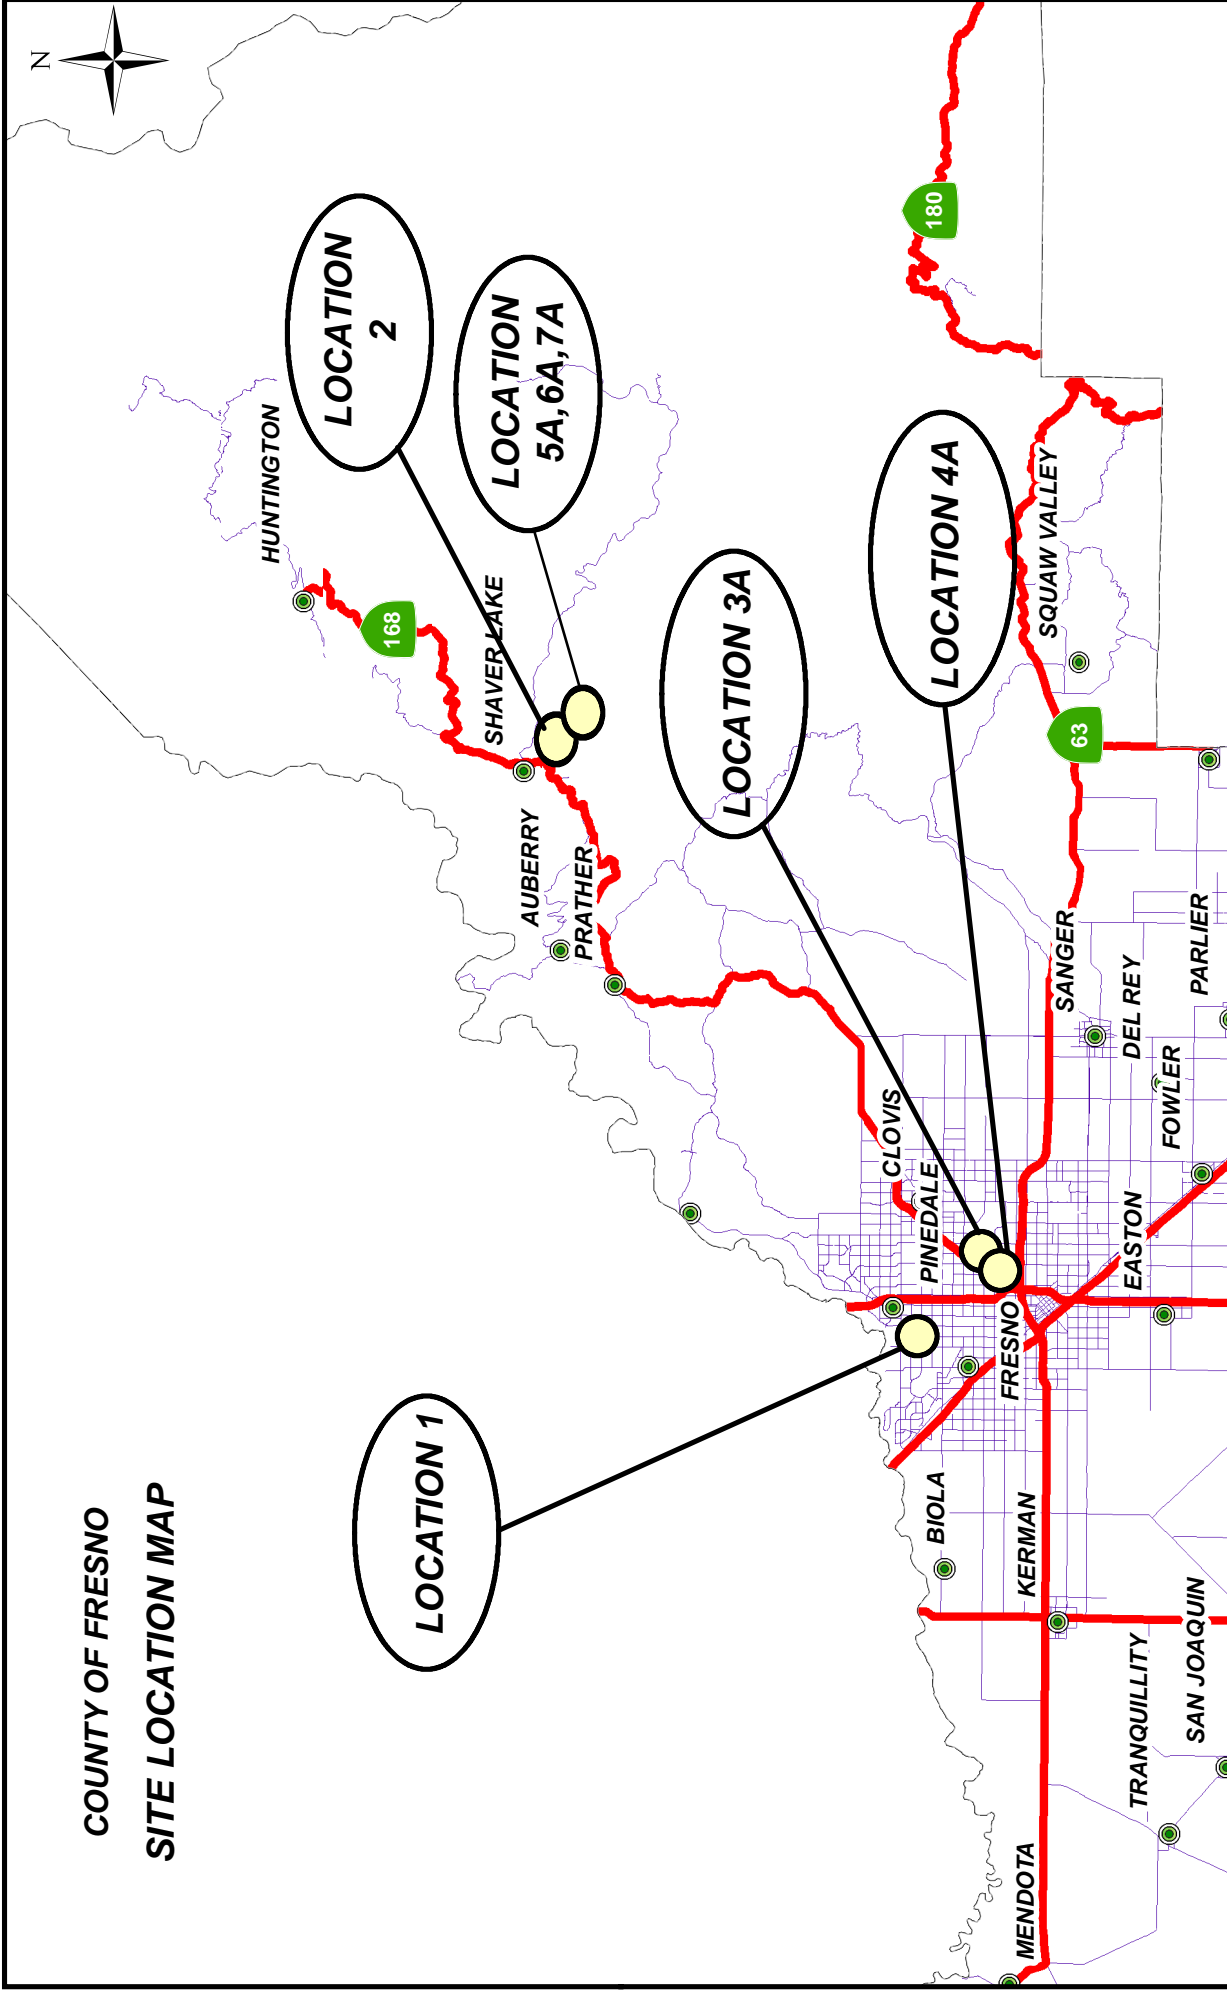 COUNTY OF FRESNO
SITE LOCATION MAP
N
LOCATION
2
LOCATION
5A,6A,7A
LOCATION 1
LOCATION 3A
LOCATION 4A
HUNTINGTON
168
SHAVER LAKE
AUBERRY
PRATHER
180
CLOVIS
PINEDALE
BIOLA
FRESNO
KERMAN
MENDOTA
SQUAW VALLEY
63
SANGER
DEL REY
PARLIER
FOWLER
EASTON
TRANQUILLITY
SAN JOAQUIN